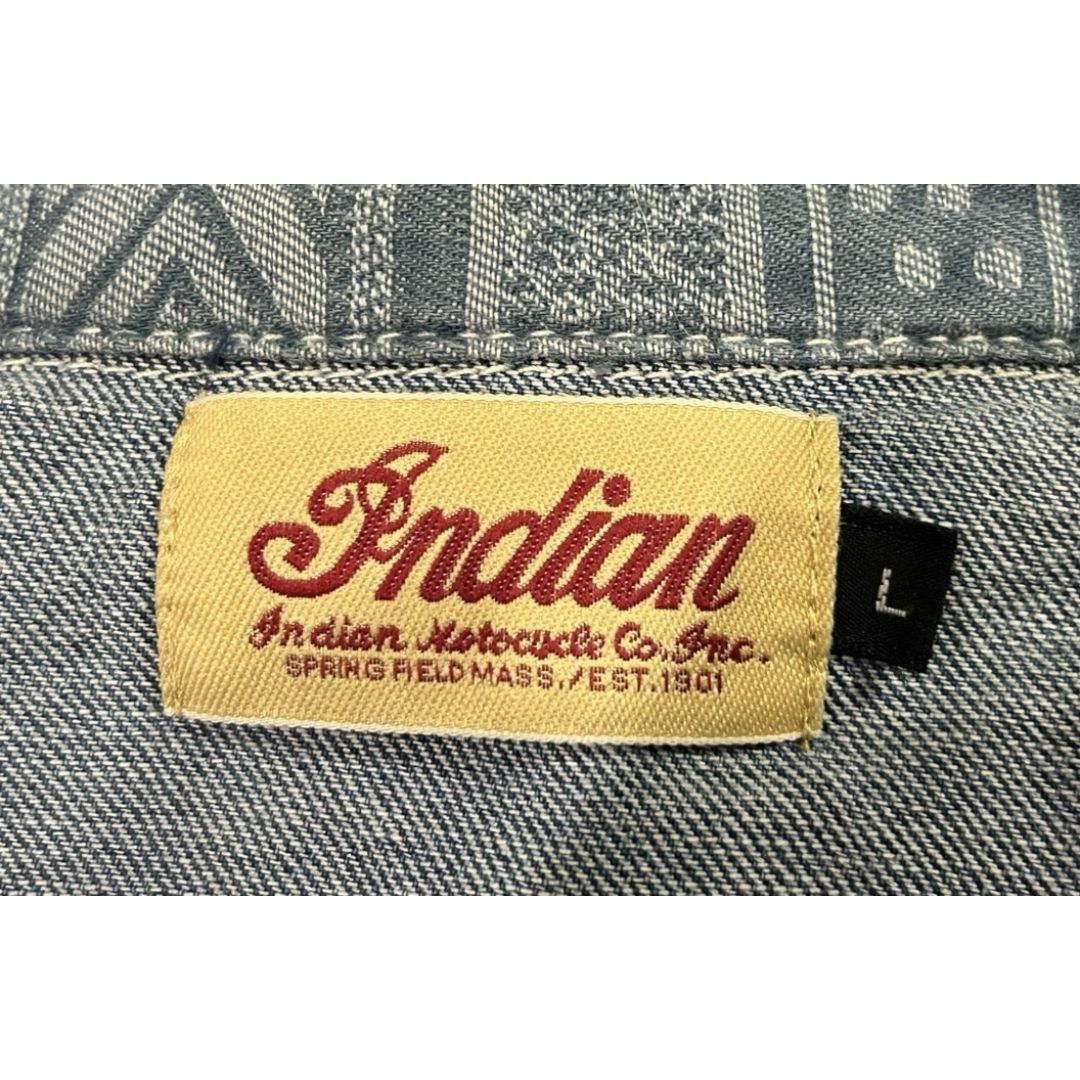 Indian
Indian Motocycle Co. Inc.
SPRINGFIELD MASS./EST. 1901
L